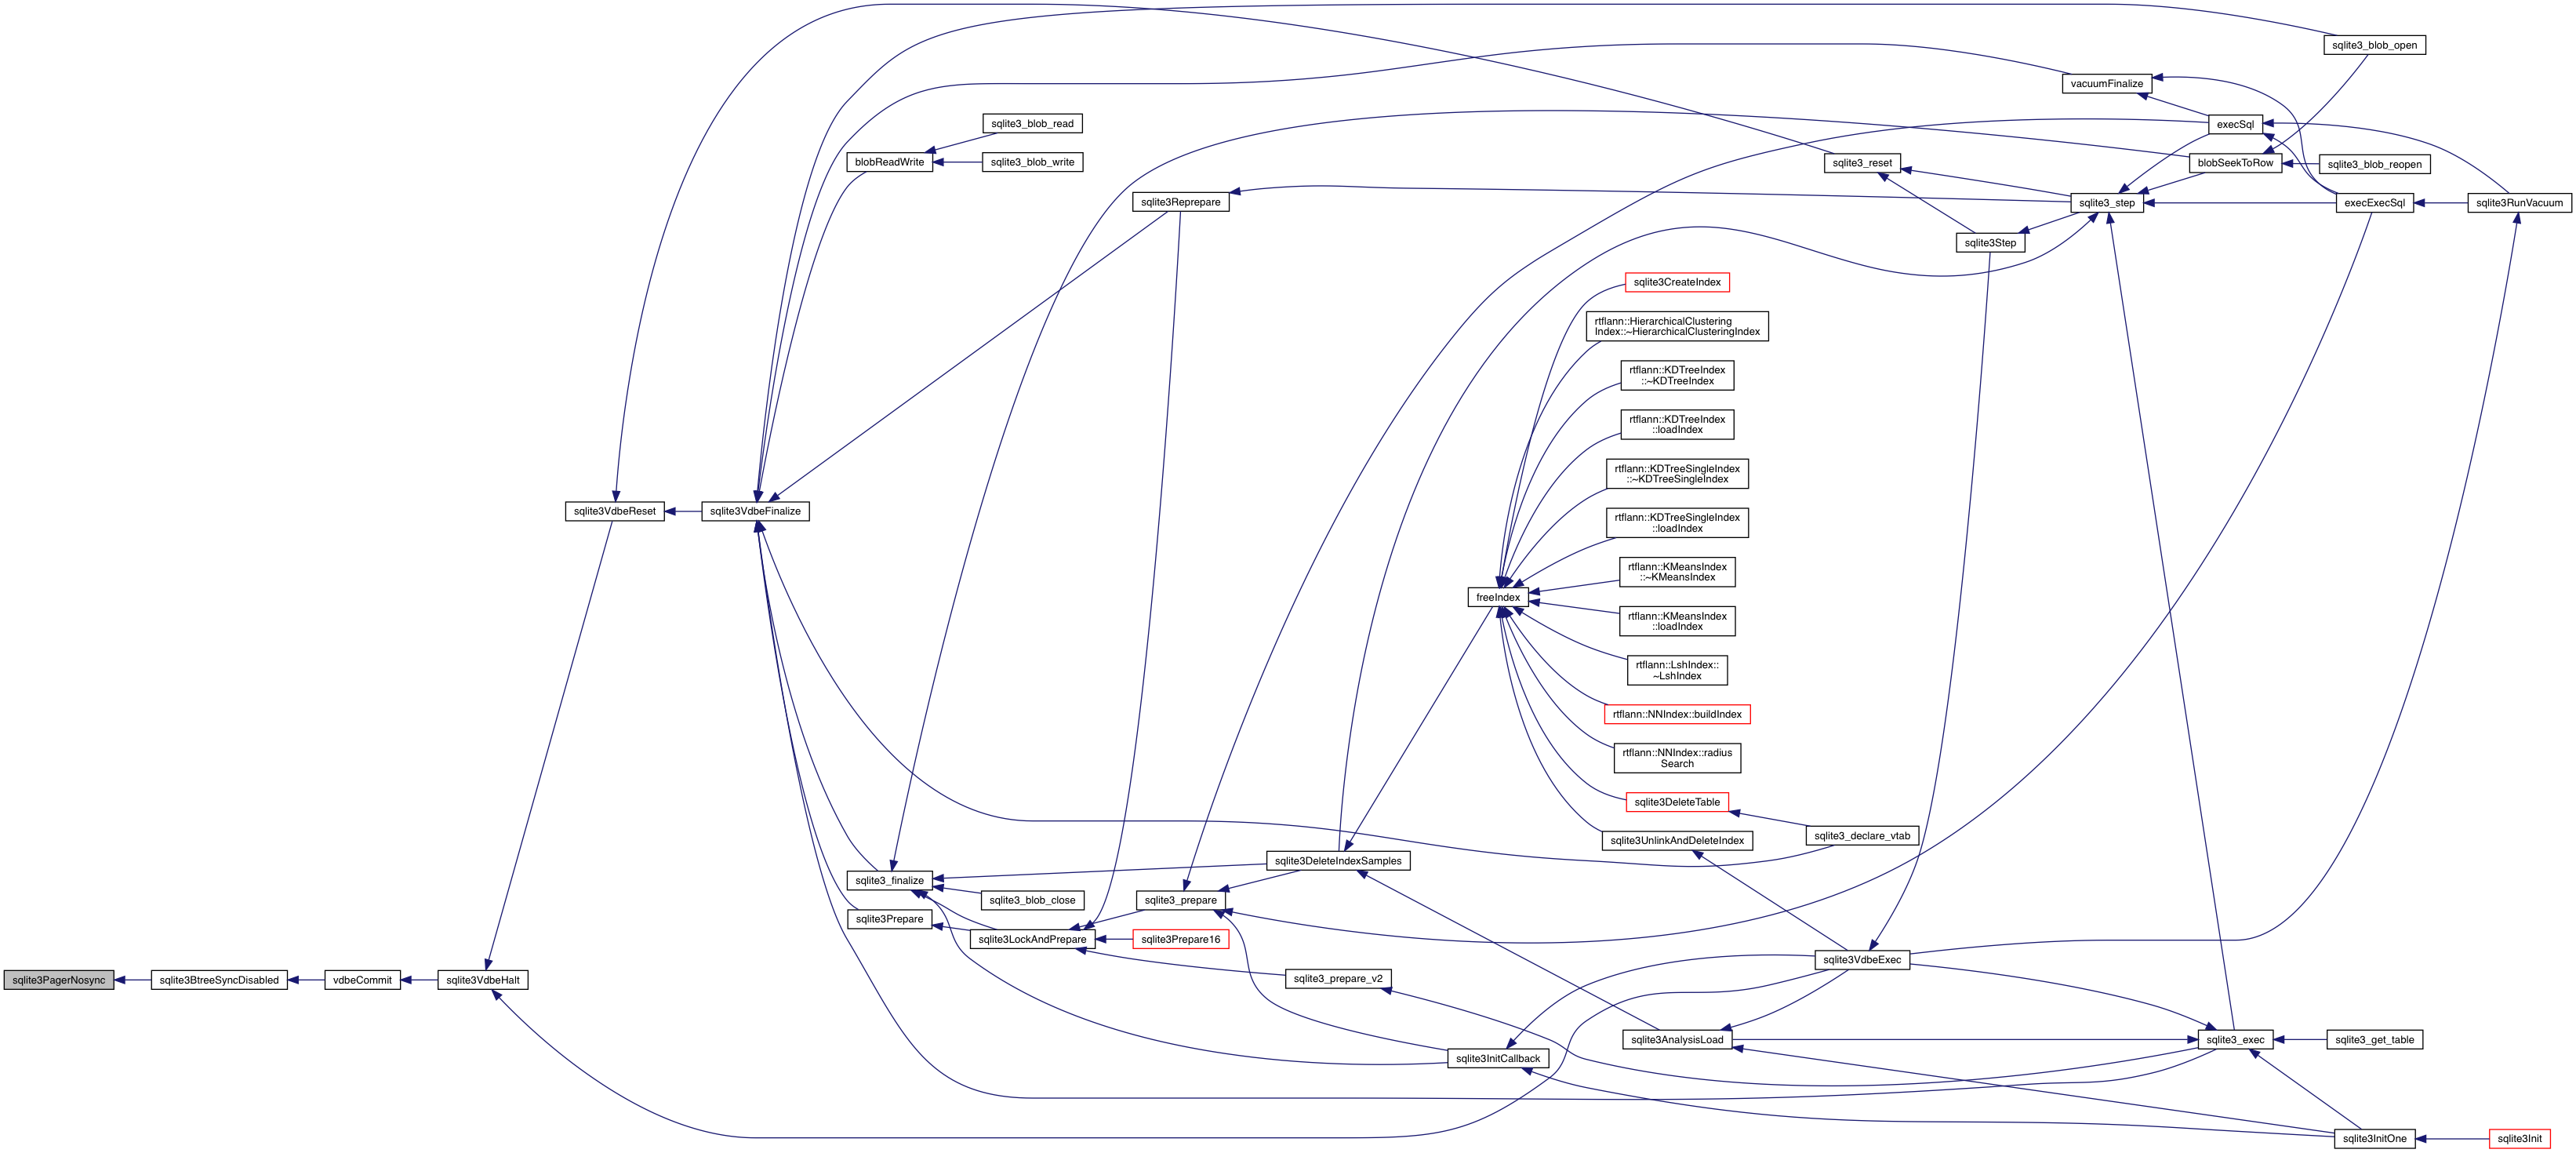 sqlite3_blob_open
vacuumFinalize
sqlite3_blob_read
execSql
blobReadWrite
sqlite3_blob_write
sqlite3_reset
blobSeekToRow
sqlite3_blob_reopen
sqlite3Reprepare
sqlite3_step
execExecSql
sqlite3RunVacuum
sqlite3Step
sqlite3CreateIndex
rtflann::HierarchicalClustering
Index::~HierarchicalClusteringIndex
rtflann::KDTreeIndex
::~KDTreeIndex
rtflann::KDTreeIndex
::loadIndex
rtflann::KDTreeSingleIndex
::~KDTreeSingleIndex
sqlite3VdbeReset
sqlite3VdbeFinalize
rtflann::KDTreeSingleIndex
::loadIndex
rtflann::KMeansIndex
::~KMeansIndex
freeIndex
rtflann::KMeansIndex
::loadIndex
rtflann::LshIndex::
~LshIndex
rtflann::NNIndex::buildIndex
rtflann::NNIndex::radius
Search
sqlite3DeleteTable
sqlite3_declare_vtab
sqlite3UnlinkAndDeleteIndex
sqlite3DeleteIndexSamples
sqlite3_finalize
sqlite3_blob_close
sqlite3_prepare
sqlite3Prepare
sqlite3LockAndPrepare
sqlite3Prepare16
sqlite3VdbeExec
sqlite3PagerNosync
sqlite3BtreeSyncDisabled
vdbeCommit
sqlite3VdbeHalt
sqlite3_prepare_v2
sqlite3AnalysisLoad
sqlite3_exec
sqlite3_get_table
sqlite3InitCallback
sqlite3InitOne
sqlite3Init